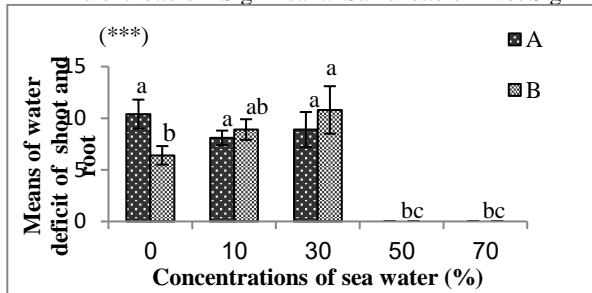 (***)
A
B
Means of water
deficit of shoot and
root
15
10
5
0
a
b
a
ab
a
a
bc
bc
0 10 30 50 70
Concentrations of sea water (%)